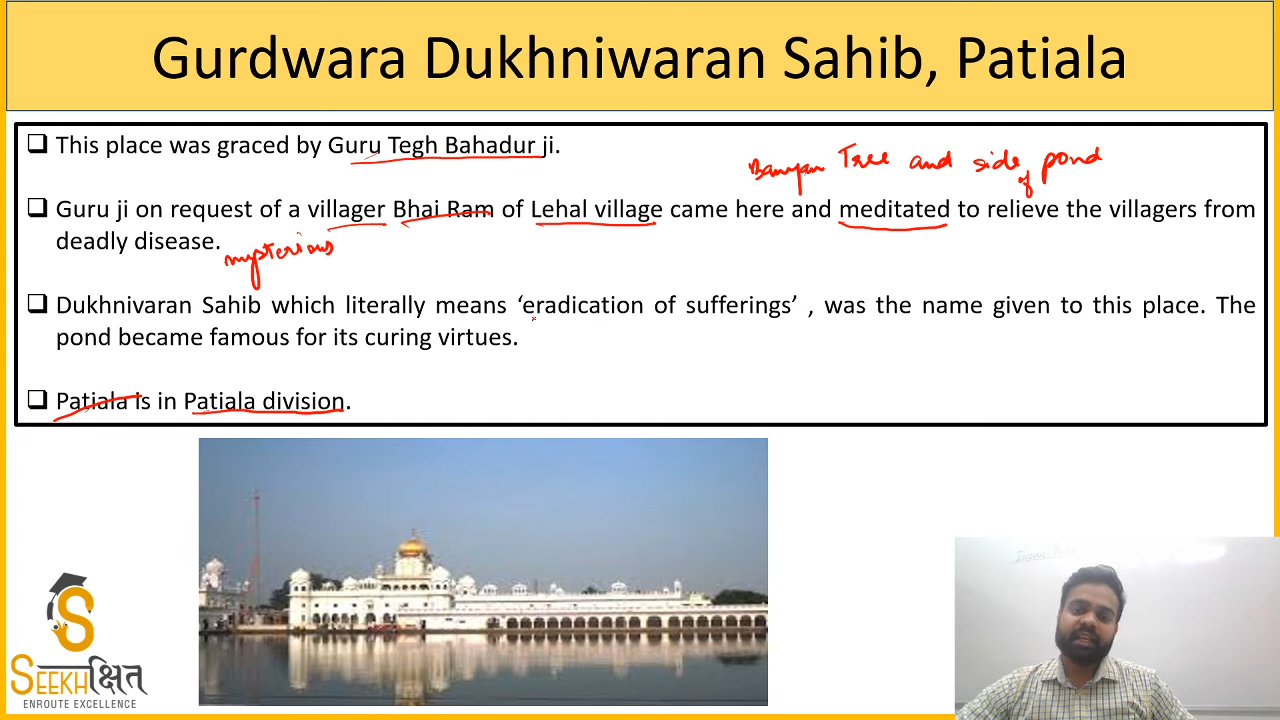 Gurdwara Dukhniwaran Sahib, Patiala
❑ This place was graced by Guru Tegh Bahadur ji.
Banyan Tree and side of pond
❑ Guru ji on request of a villager Bhai Ram of Lehal village came here and meditated to relieve the villagers from
deadly disease.
mysterious
❑ Dukhnivaran Sahib which literally means ‘eradication of sufferings’ , was the name given to this place. The
pond became famous for its curing virtues.
❑ Patiala is in Patiala division.
S
SEEKHक्षित
ENROUTE EXCELLENCE